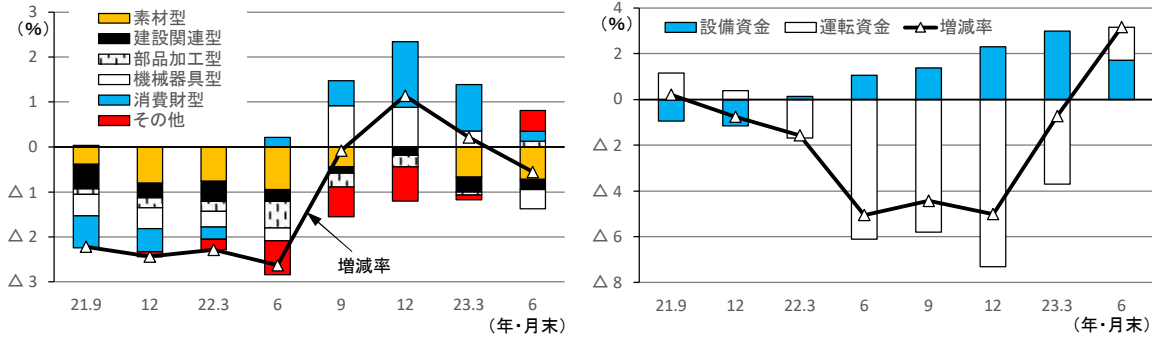 (%)
3
2
1
0
△ 1
△ 2
△ 3
素材型
建設関連型
部品加工型
機械器具型
消費財型
その他
増減率
21.9 12 22.3 6 9 12 23.3 6
(年・月末)
(%)
4
2
0
△ 2
△ 4
△ 6
△ 8
設備資金 運転資金 増減率
21.9 12 22.3 6 9 12 23.3 6
(年・月末)